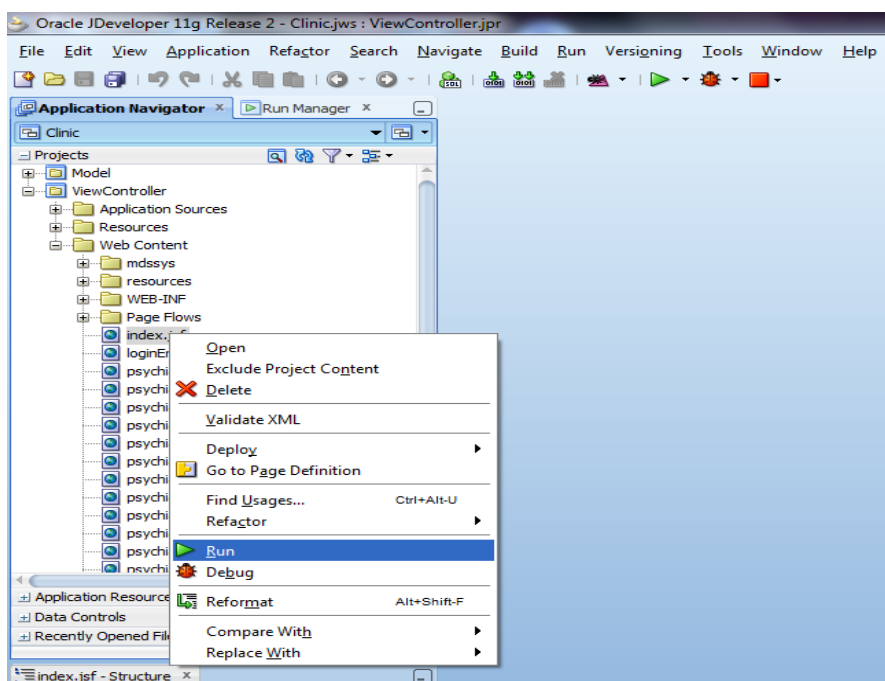 Oracle JDeveloper 11g Release 2 - Clinic.jws : ViewController.jpr
File Edit View Application Refactor Search Navigate Build Run Versioning Tools Window Help
Application Navigator x Run Manager x
Clinic
Projects
Model
ViewController
Application Sources
Resources
Web Content
mdssys
resources
WEB-INF
Page Flows
index.jsf
loginEr
psychi
psychi
psychi
psychi
psychi
psychi
psychi
psychi
psychi
psychi
psychi
psychi
Application Resource
Data Controls
Recently Opened Fil
index.jsf - Structure x
Open
Exclude Project Content
Delete
Validate XML
Deploy
Go to Page Definition
Find Usages... Ctrl+Alt-U
Refactor
Run
Debug
Reformat Alt+Shift-F
Compare With
Replace With